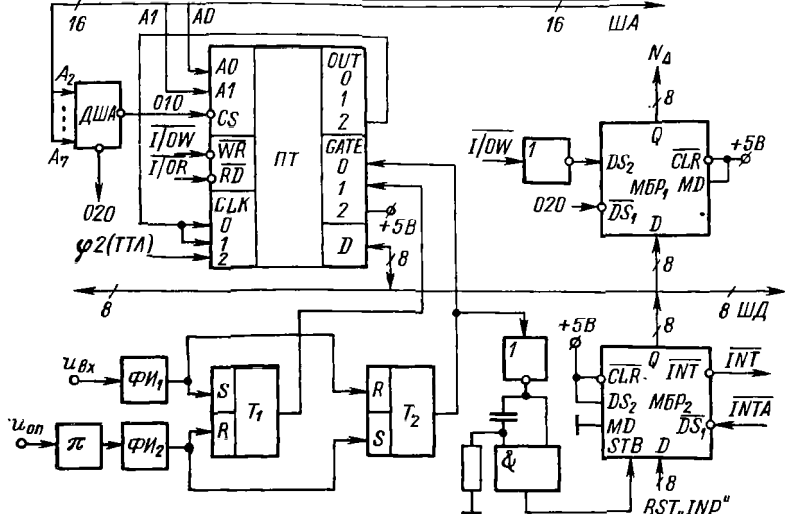 16 A1 A0 16 ША
A2 ДША A7
010
020
I/OW
I/OR
φ2(ТТЛ)
A0
A1
CS
WR
RD
CLK
0
1
2
ПТ
OUT
0
1
2
GATE
0
1
2
D
+5В
8
N_Д
8
Q
I/OW
1
DS2
МБР1
CLR
MD
+5В
020
DS1
D
8
8
8 ШД
uвх
ФИ1
uоп
π
ФИ2
S
R
T1
R
S
T2
1
&
+5В
8
Q
CLR
INT
INT
DS2
МБР2
MD
DS1
INTA
STB D
8
RST „INP"